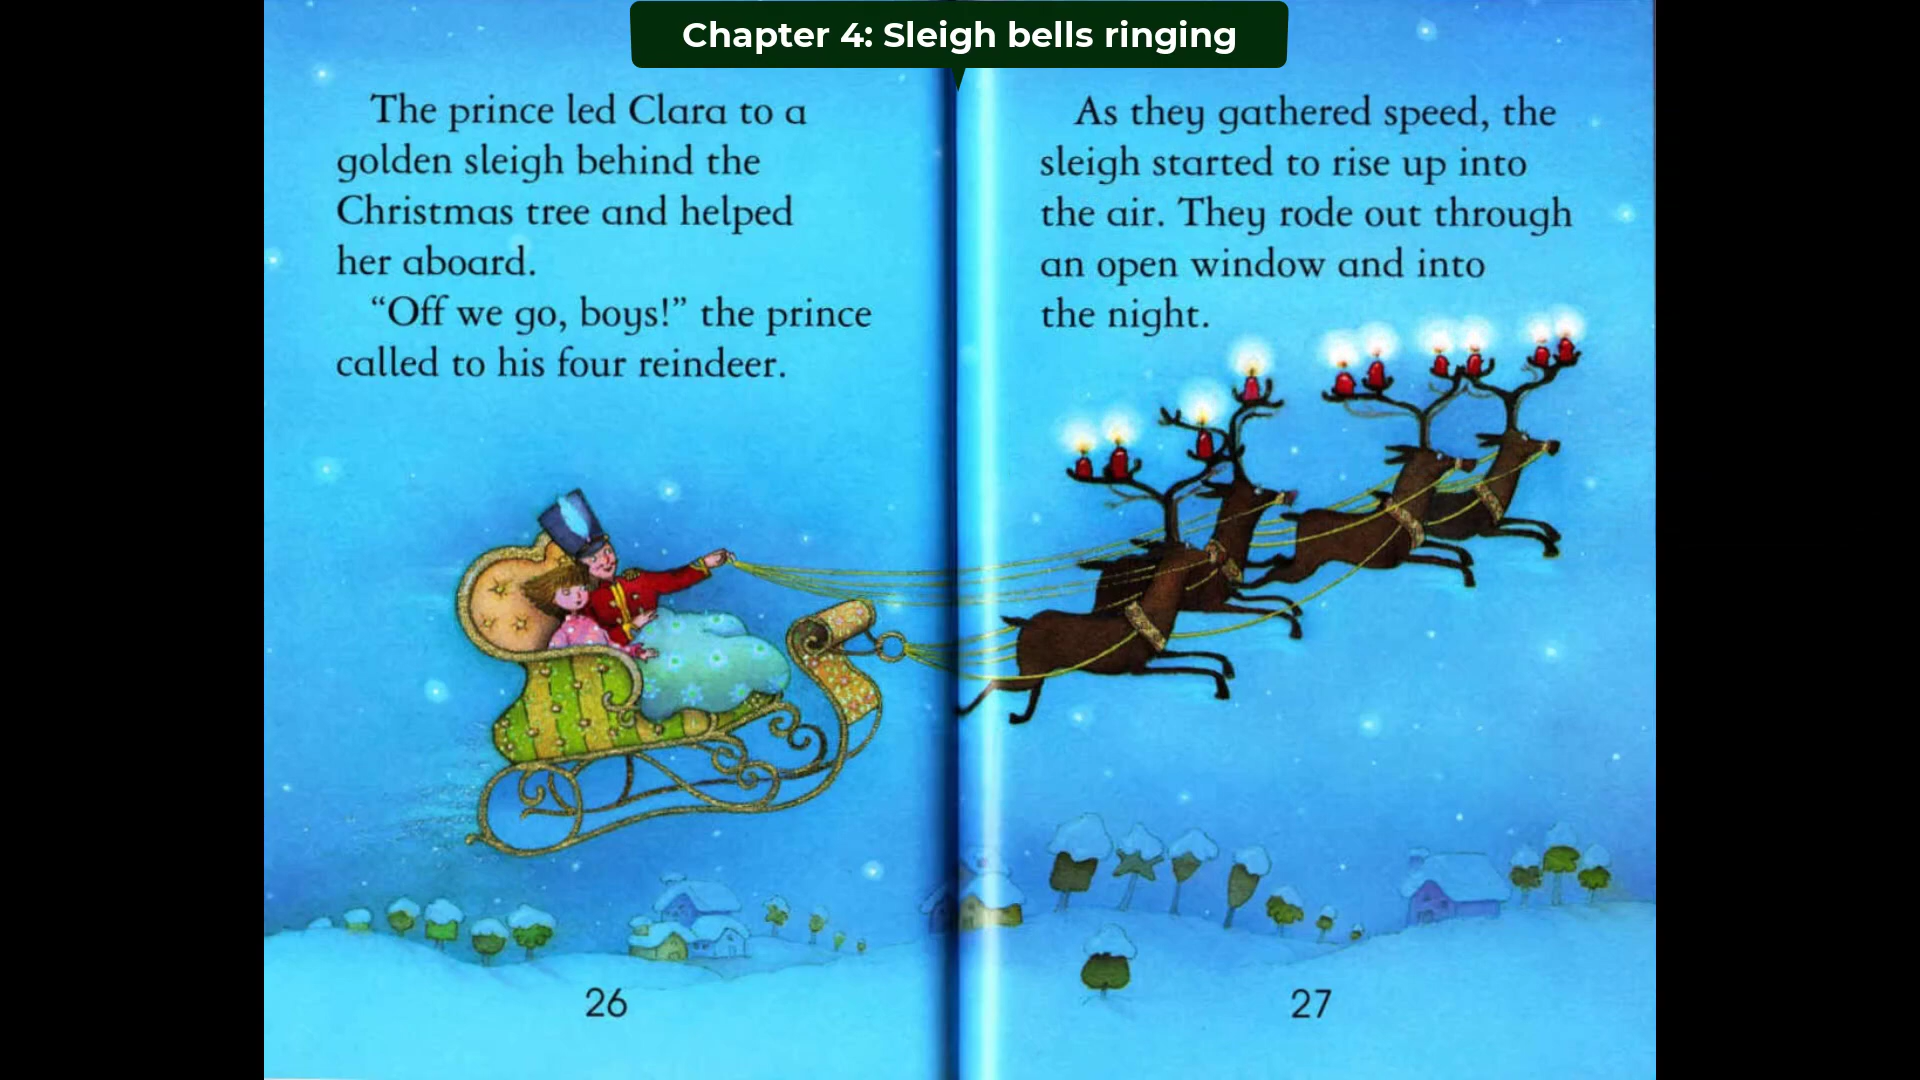 Chapter 4: Sleigh bells ringing
The prince led Clara to a
golden sleigh behind the
Christmas tree and helped
her aboard.
“Off we go, boys!” the prince
called to his four reindeer.
26
As they gathered speed, the
sleigh started to rise up into
the air. They rode out through
an open window and into
the night.
27